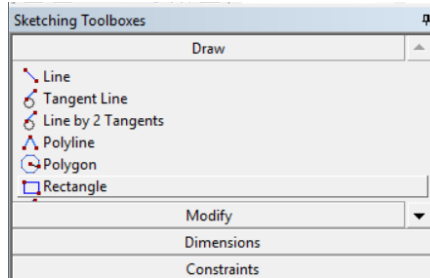 Sketching Toolboxes
Draw
Line
Tangent Line
Line by 2 Tangents
Polyline
Polygon
Rectangle
Modify
Dimensions
Constraints